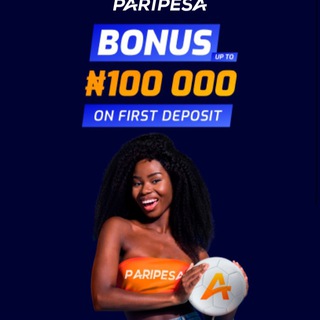 PARIPESA
BONUS
UP TO
₦100 000
ON FIRST DEPOSIT
PARIPESA